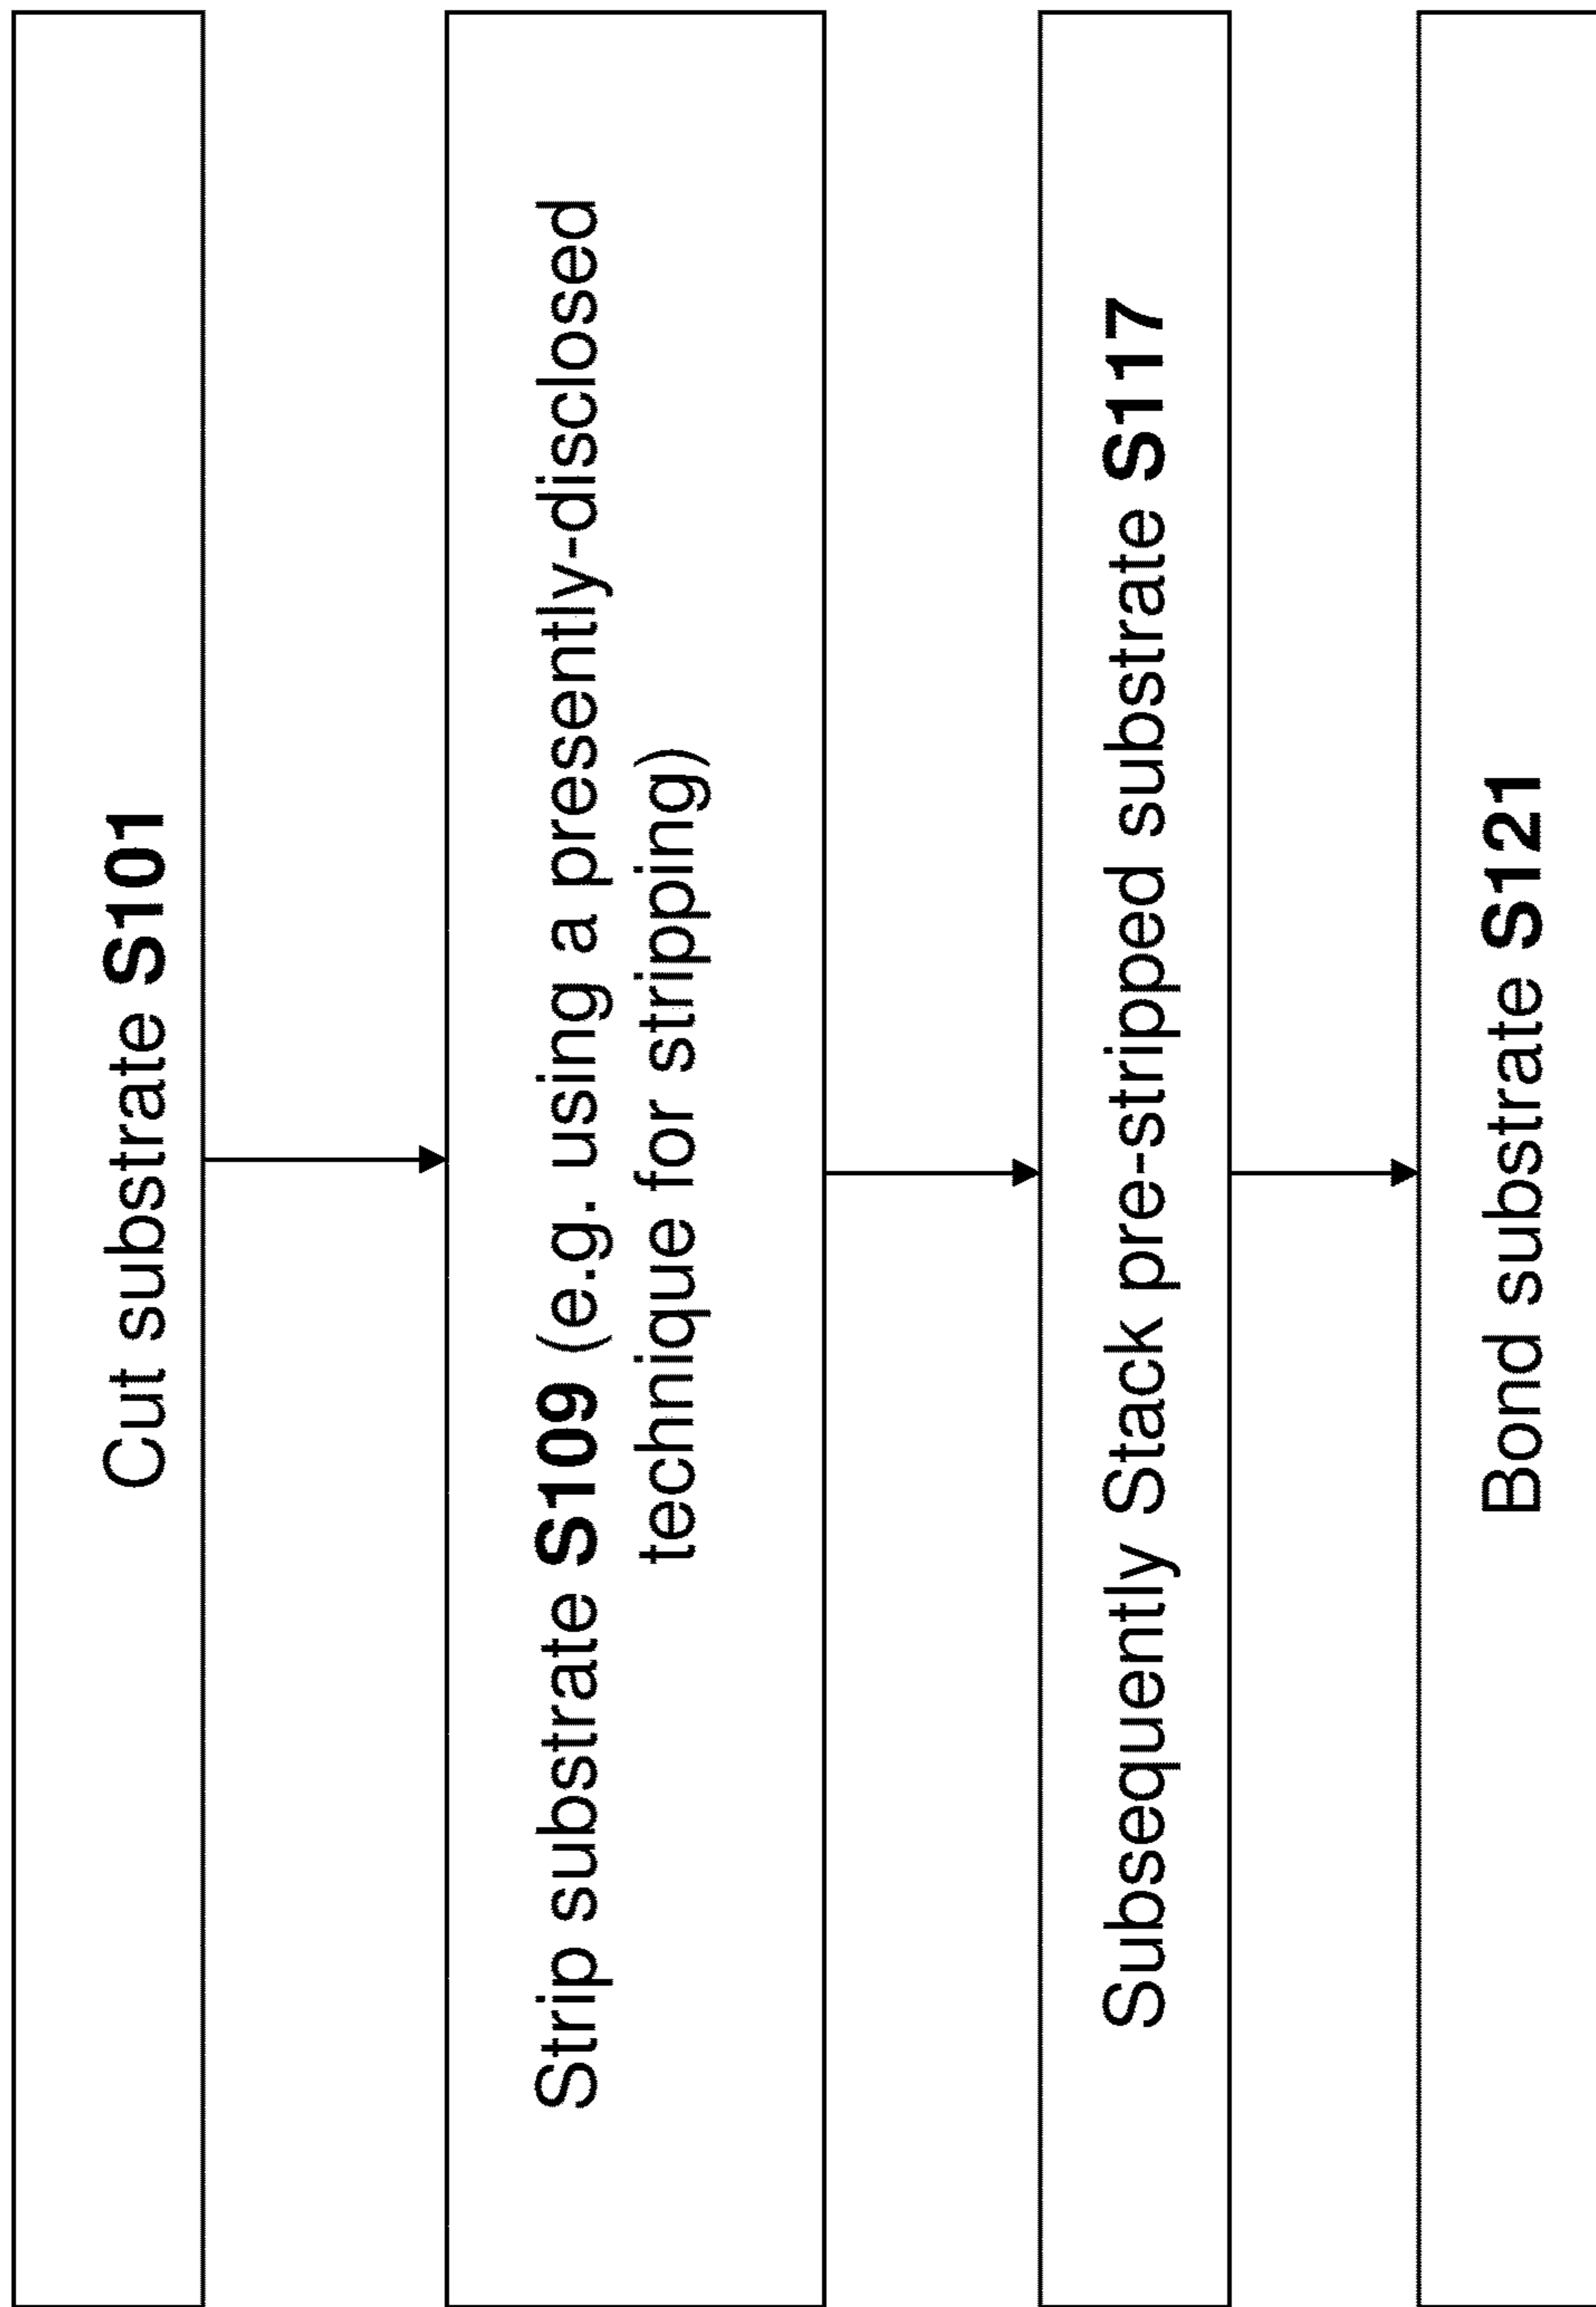 Cut substrate S101
Strip substrate S109 (e.g. using a presently-disclosed
technique for stripping)
Subsequently Stack pre-stripped substrate S117
Bond substrate S121